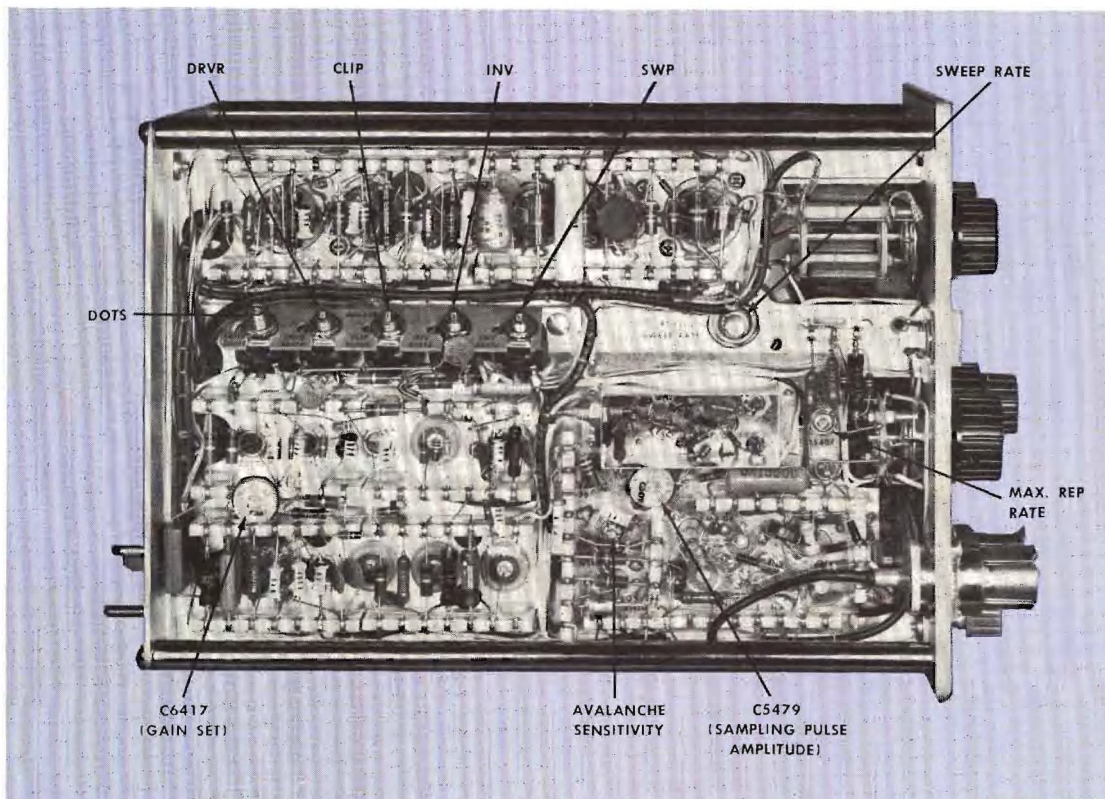 DRVR
CLIP
INV
SWP
SWEEP RATE
DOTS
MAX. REP
RATE
C6417
(GAIN SET)
AVALANCHE
SENSITIVITY
C5479
(SAMPLING PULSE
AMPLITUDE)